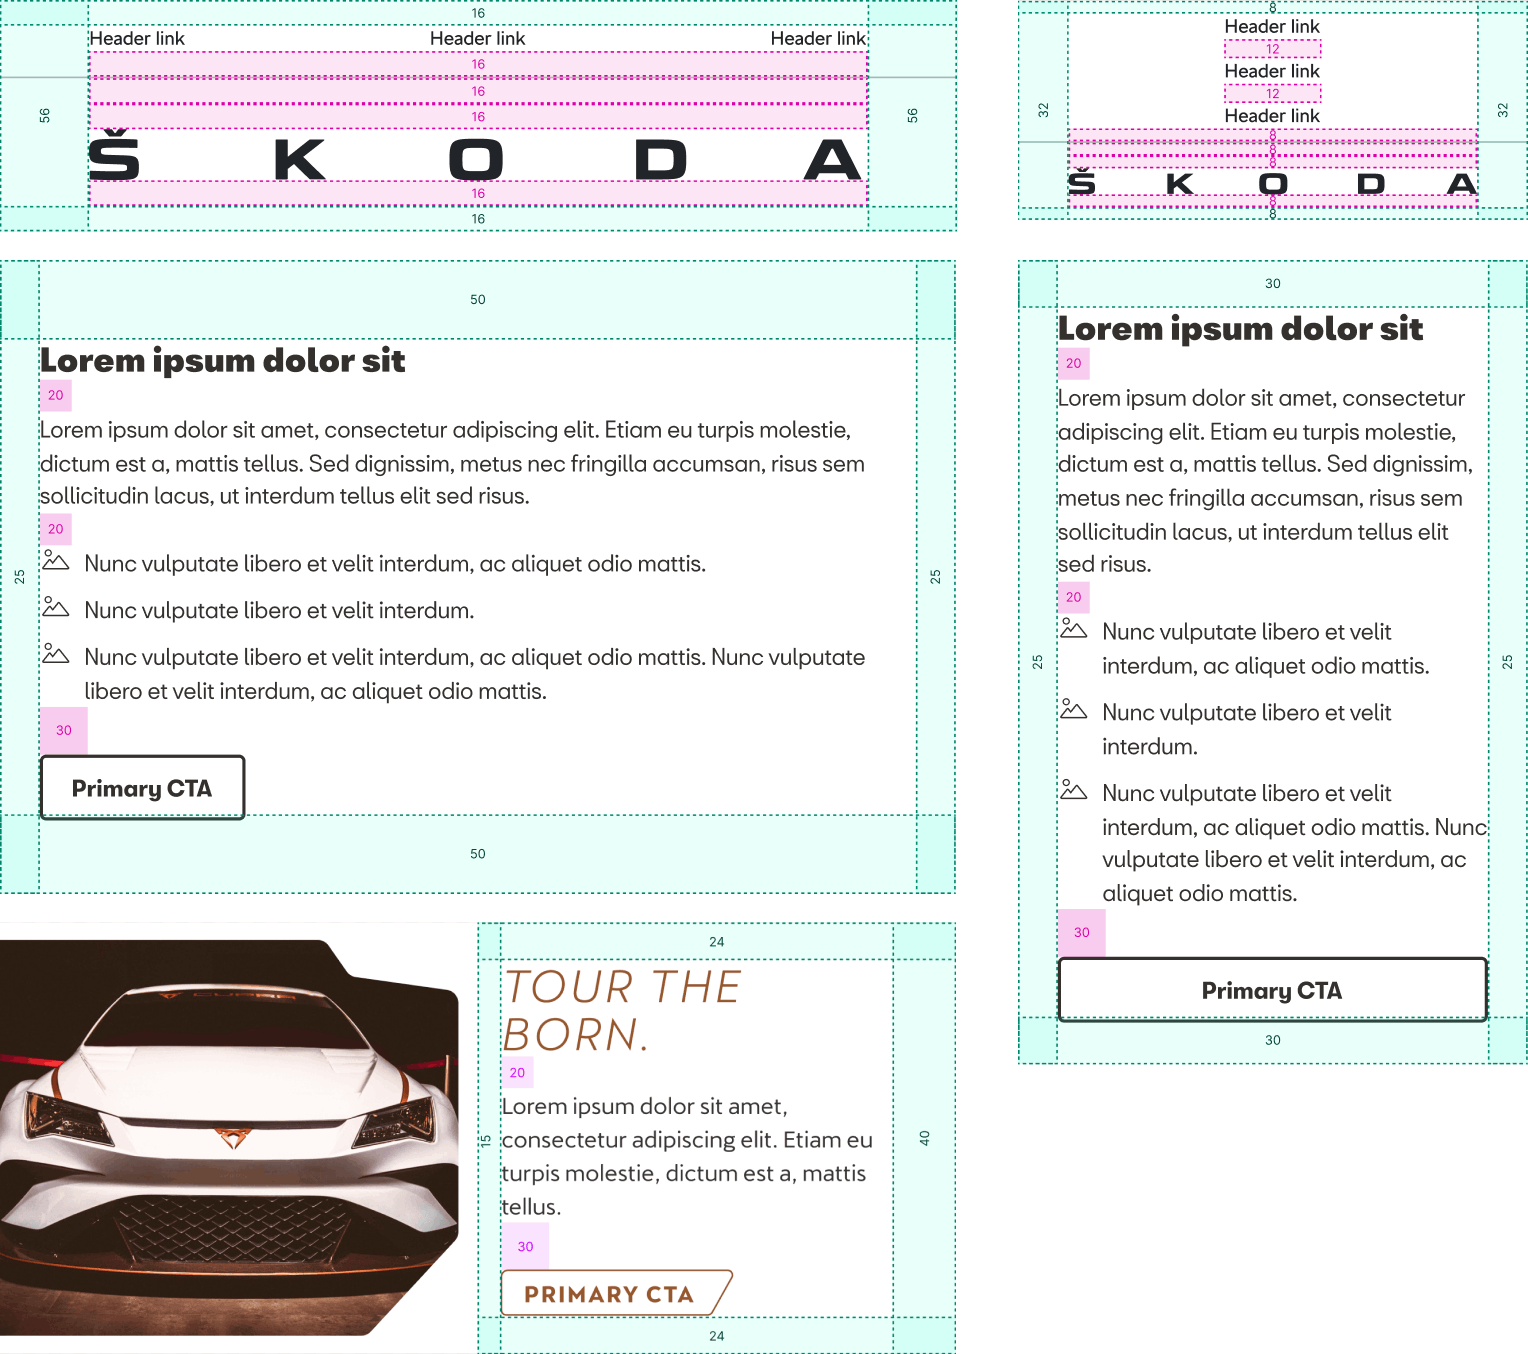 16
Header link Header link Header link
16
16
16
56
56
ŠKODA
16
16
8
Header link
12
Header link
12
Header link
8
8
8
32
32
ŠKODA
8
8
50
Lorem ipsum dolor sit
20
Lorem ipsum dolor sit amet, consectetur adipiscing elit. Etiam eu turpis molestie,
dictum est a, mattis tellus. Sed dignissim, metus nec fringilla accumsan, risus sem
sollicitudin lacus, ut interdum tellus elit sed risus.
20
Nunc vulputate libero et velit interdum, ac aliquet odio mattis.
25
25
Nunc vulputate libero et velit interdum.
Nunc vulputate libero et velit interdum, ac aliquet odio mattis. Nunc vulputate
libero et velit interdum, ac aliquet odio mattis.
30
Primary CTA
50
30
Lorem ipsum dolor sit
20
Lorem ipsum dolor sit amet, consectetur
adipiscing elit. Etiam eu turpis molestie,
dictum est a, mattis tellus. Sed dignissim,
metus nec fringilla accumsan, risus sem
sollicitudin lacus, ut interdum tellus elit
sed risus.
20
Nunc vulputate libero et velit
interdum, ac aliquet odio mattis.
25
25
Nunc vulputate libero et velit
interdum.
Nunc vulputate libero et velit
interdum, ac aliquet odio mattis. Nunc
vulputate libero et velit interdum, ac
aliquet odio mattis.
30
Primary CTA
30
CUPRA
24
TOUR THE
BORN.
20
Lorem ipsum dolor sit amet,
consectetur adipiscing elit. Etiam eu
turpis molestie, dictum est a, mattis
tellus.
15
40
30
PRIMARY CTA
24